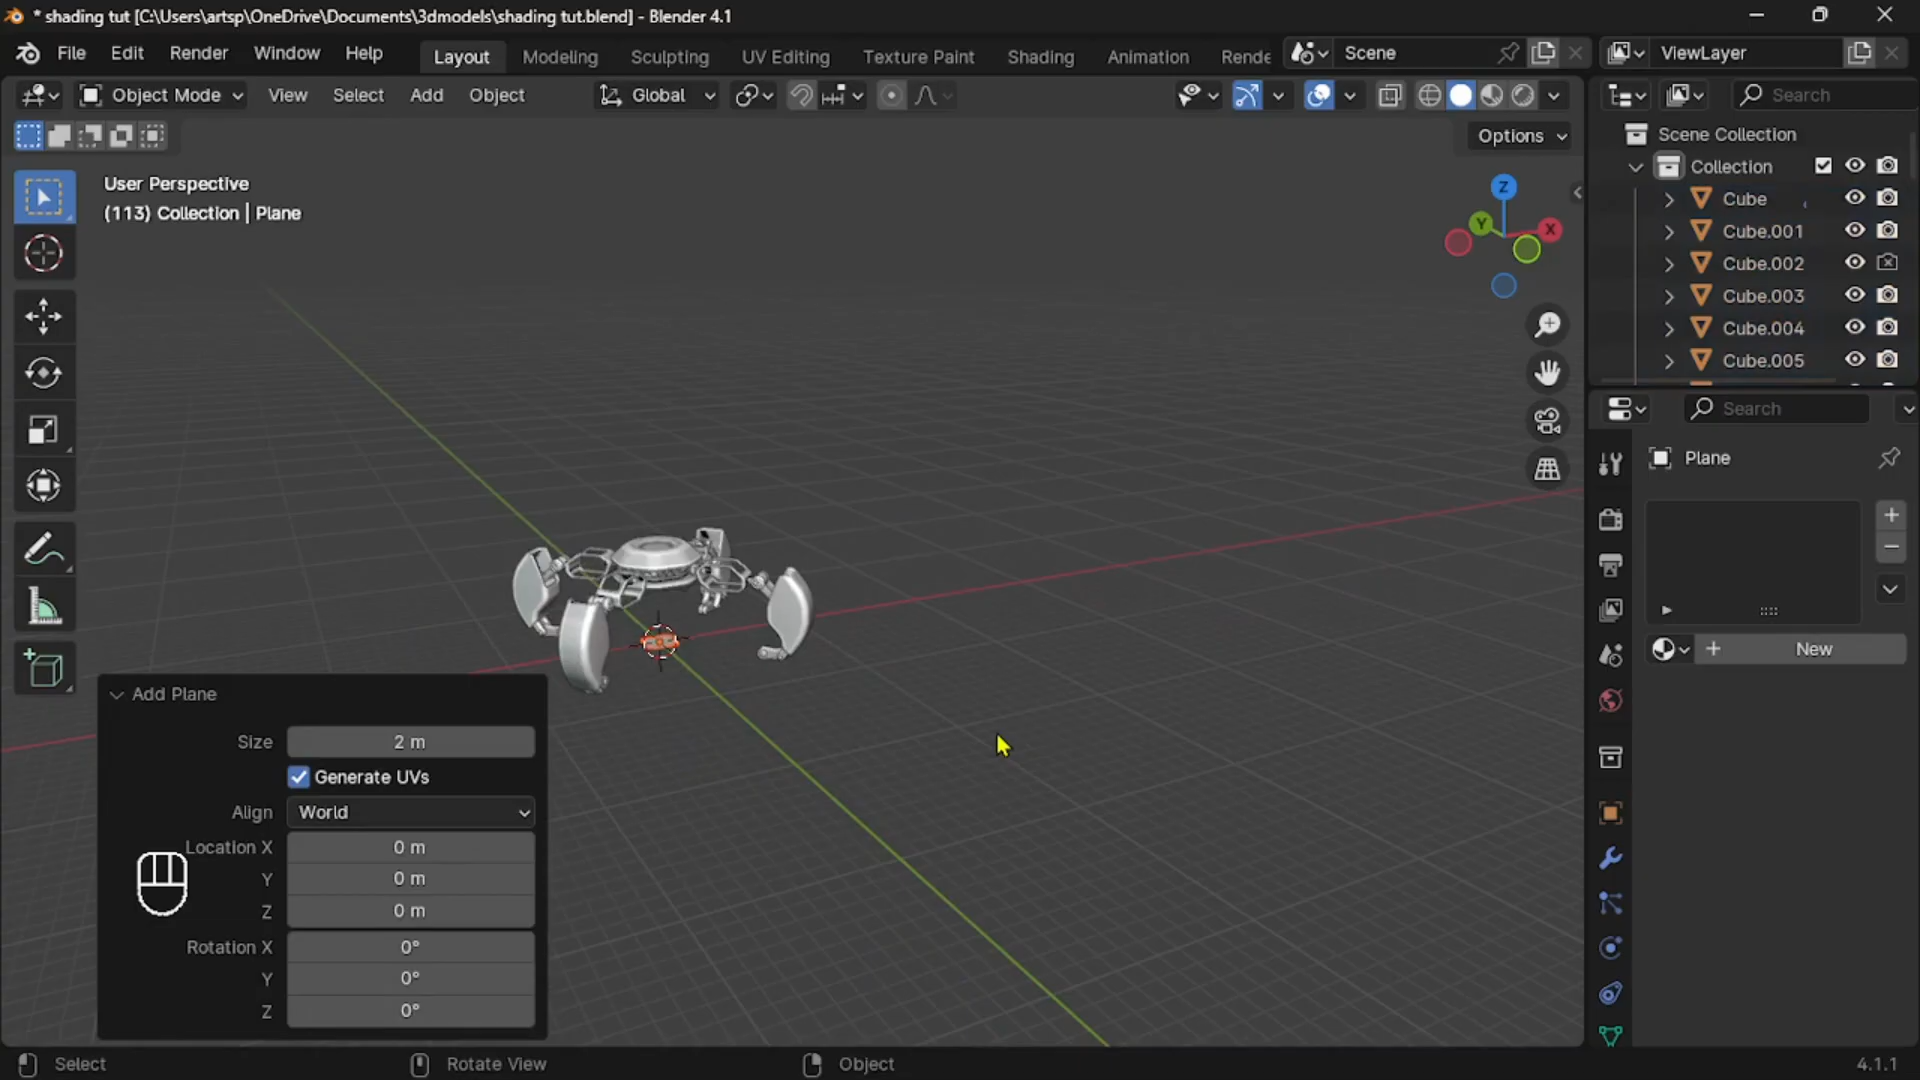 * shading tut [C:\Users\artsp\OneDrive\Documents\3dmodels\shading tut.blend] - Blender 4.1
File Edit Render Window Help Layout Modeling Sculpting UV Editing Texture Paint Shading Animation Rende Scene ViewLayer
Object Mode View Select Add Object Global Search
Options
Scene Collection
Collection
Cube
Cube.001
Cube.002
Cube.003
Cube.004
Cube.005
User Perspective
(113) Collection | Plane
Z
Y
X
Search
Plane
New
Add Plane
Size 2 m
Generate UVs
Align World
Location X 0 m
Y 0 m
Z 0 m
Rotation X 0°
Y 0°
Z 0°
Select Rotate View Object 4.1.1